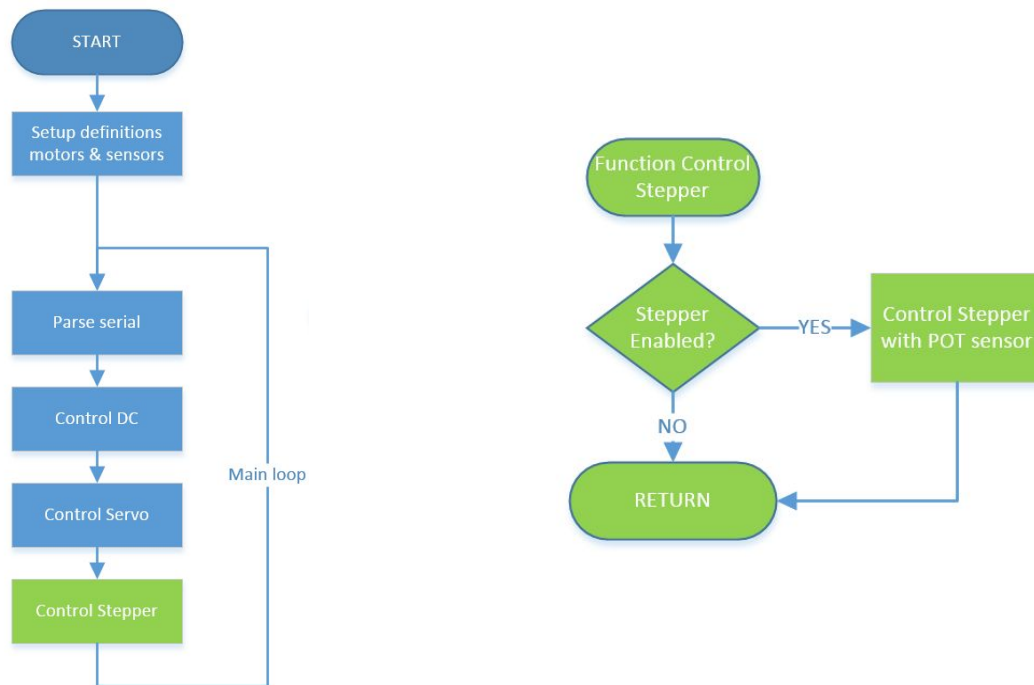 START
Setup definitions
motors & sensors
Parse serial
Control DC
Main loop
Control Servo
Control Stepper
Function Control
Stepper
Stepper
Enabled?
YES
Control Stepper
with POT sensor
NO
RETURN